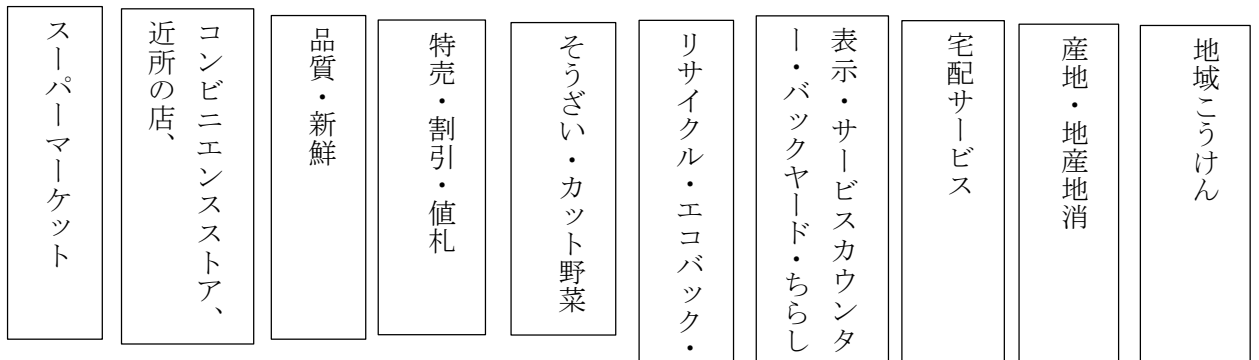 地域こうけん
産地・地産地消
宅配サービス
表示・サービスカウンタ
ー・バックヤード・ちらし
リサイクル・エコバック・
そうざい・カット野菜
特売・割引・値札
品質・新鮮
コンビニエンスストア、
近所の店、
スーパーマーケット